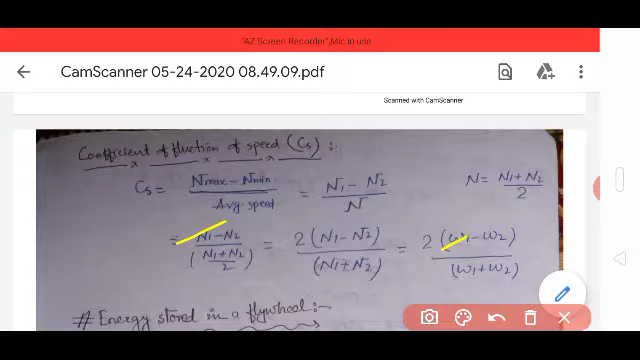 "AZ Screen Recorder", Mic in use
CamScanner 05-24-2020 08.49.09.pdf
Scanned with CamScanner
Coefficient of fluction of speed (Cs) :-
Cs = Nmax - Nmin / Avg. speed = N1 - N2 / N    N = N1 + N2 / 2
= N1 - N2 / (N1 + N2 / 2) = 2 (N1 - N2) / (N1 + N2) = 2 (ω1 - ω2) / (ω1 + ω2)
# Energy stored in a flywheel :-